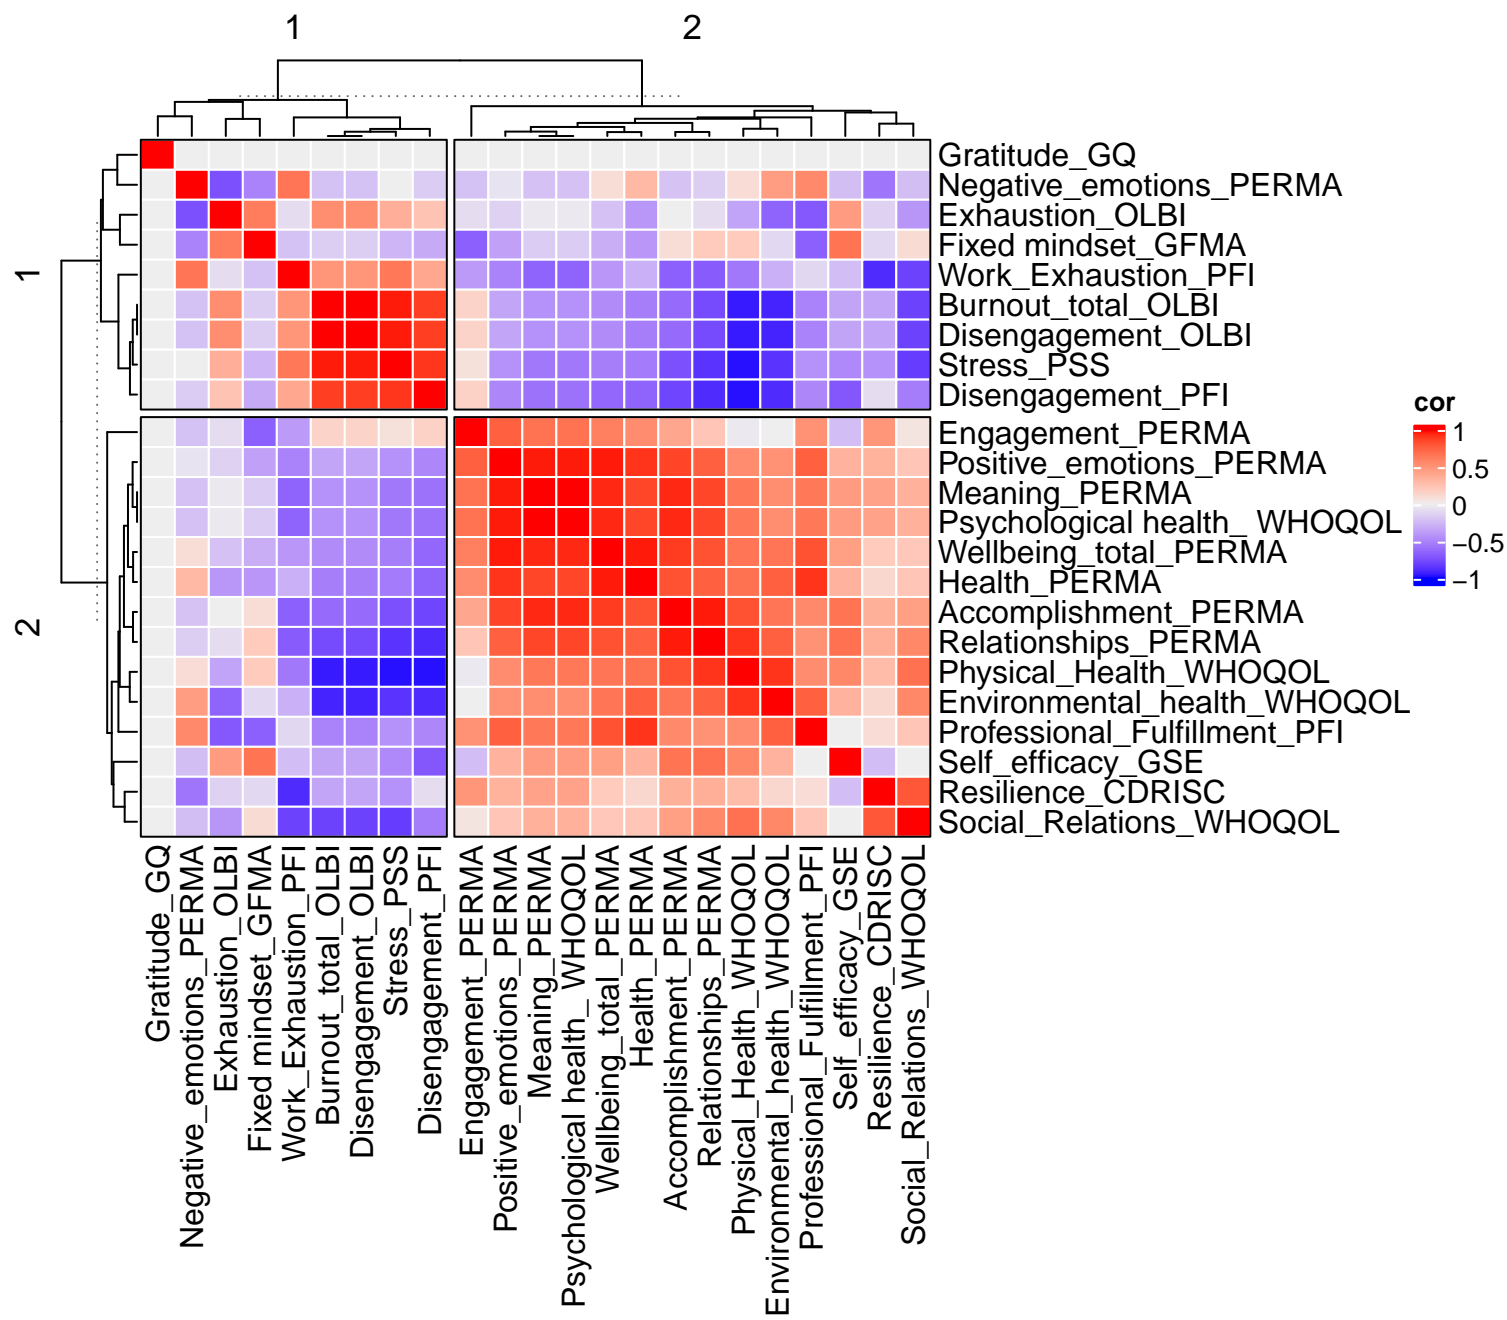 1
2
1
2
Gratitude_GQ
Negative_emotions_PERMA
Exhaustion_OLBI
Fixed mindset_GFMA
Work_Exhaustion_PFI
Burnout_total_OLBI
Disengagement_OLBI
Stress_PSS
Disengagement_PFI
Engagement_PERMA
Positive_emotions_PERMA
Meaning_PERMA
Psychological health_ WHOQOL
Wellbeing_total_PERMA
Health_PERMA
Accomplishment_PERMA
Relationships_PERMA
Physical_Health_WHOQOL
Environmental_health_WHOQOL
Professional_Fulfillment_PFI
Self_efficacy_GSE
Resilience_CDRISC
Social_Relations_WHOQOL
cor
1
0.5
0
−0.5
−1
Gratitude_GQ
Negative_emotions_PERMA
Exhaustion_OLBI
Fixed mindset_GFMA
Work_Exhaustion_PFI
Burnout_total_OLBI
Disengagement_OLBI
Stress_PSS
Disengagement_PFI
Engagement_PERMA
Positive_emotions_PERMA
Meaning_PERMA
Psychological health_ WHOQOL
Wellbeing_total_PERMA
Health_PERMA
Accomplishment_PERMA
Relationships_PERMA
Physical_Health_WHOQOL
Environmental_health_WHOQOL
Professional_Fulfillment_PFI
Self_efficacy_GSE
Resilience_CDRISC
Social_Relations_WHOQOL